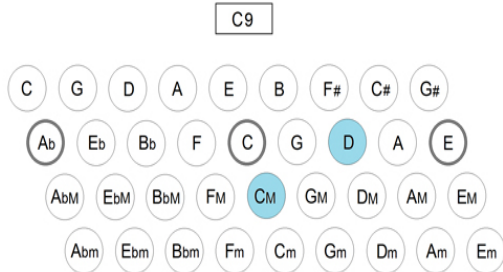 C9
C G D A E B F# C# G#
Ab Eb Bb F C G D A E
AbM EbM BbM FM CM GM DM AM EM
Abm Ebm Bbm Fm Cm Gm Dm Am Em